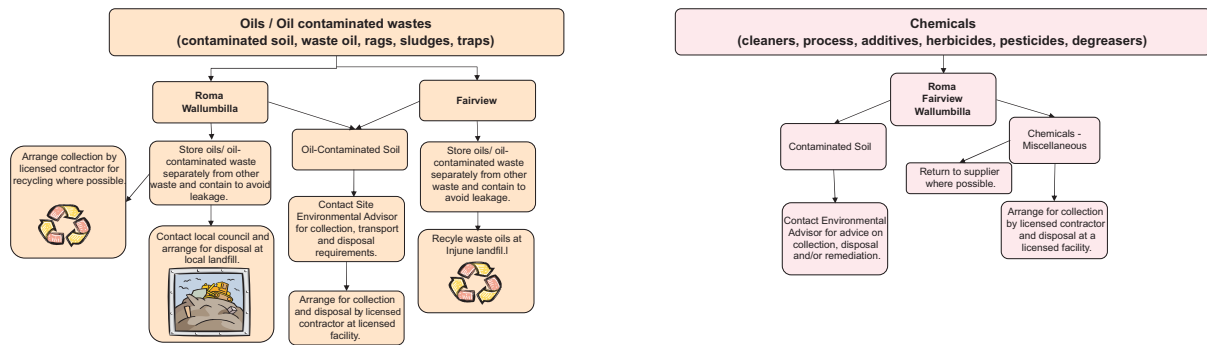 Oils / Oil contaminated wastes
(contaminated soil, waste oil, rags, sludges, traps)
Roma
Wallumbilla
Fairview
Arrange collection by
licensed contractor for
recycling where possible.
Store oils/ oil-
contaminated waste
separately from other
waste and contain to avoid
leakage.
Oil-Contaminated Soil
Store oils/ oil-
contaminated waste
separately from other
waste and contain to avoid
leakage.
Contact local council and
arrange for disposal at
local landfill.
Contact Site
Environmental Advisor
for collection, transport
and disposal
requirements.
Recyle waste oils at
Injune landfil.l
Arrange for collection
and disposal by licensed
contractor at licensed
facility.
Chemicals
(cleaners, process, additives, herbicides, pesticides, degreasers)
Roma
Fairview
Wallumbilla
Contaminated Soil
Chemicals -
Miscellaneous
Return to supplier
where possible.
Contact Environmental
Advisor for advice on
collection, disposal
and/or remediation.
Arrange for collection
by licensed contractor
and disposal at a
licensed facility.